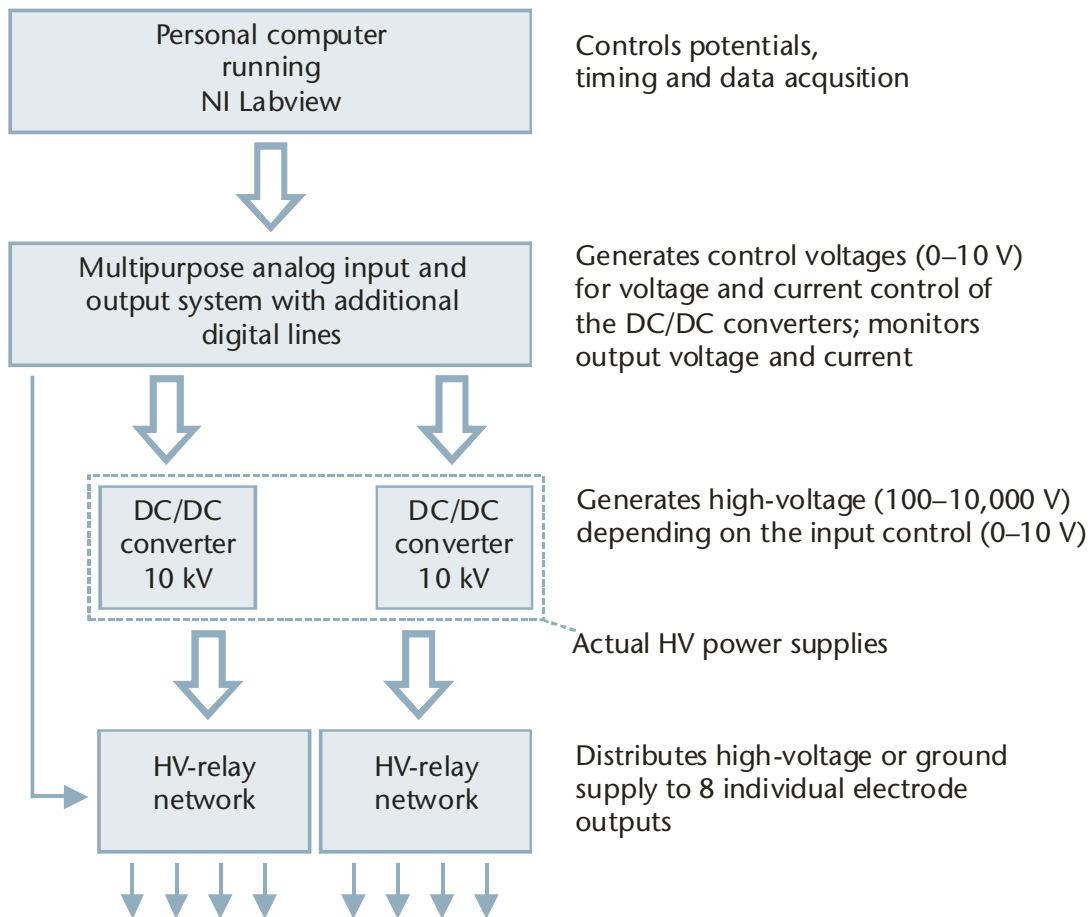 Personal computer
running
NI Labview
Controls potentials,
timing and data acqusition
Multipurpose analog input and
output system with additional
digital lines
Generates control voltages (0–10 V)
for voltage and current control of
the DC/DC converters; monitors
output voltage and current
DC/DC
converter
10 kV
DC/DC
converter
10 kV
Generates high-voltage (100–10,000 V)
depending on the input control (0–10 V)
Actual HV power supplies
HV-relay
network
HV-relay
network
Distributes high-voltage or ground
supply to 8 individual electrode
outputs